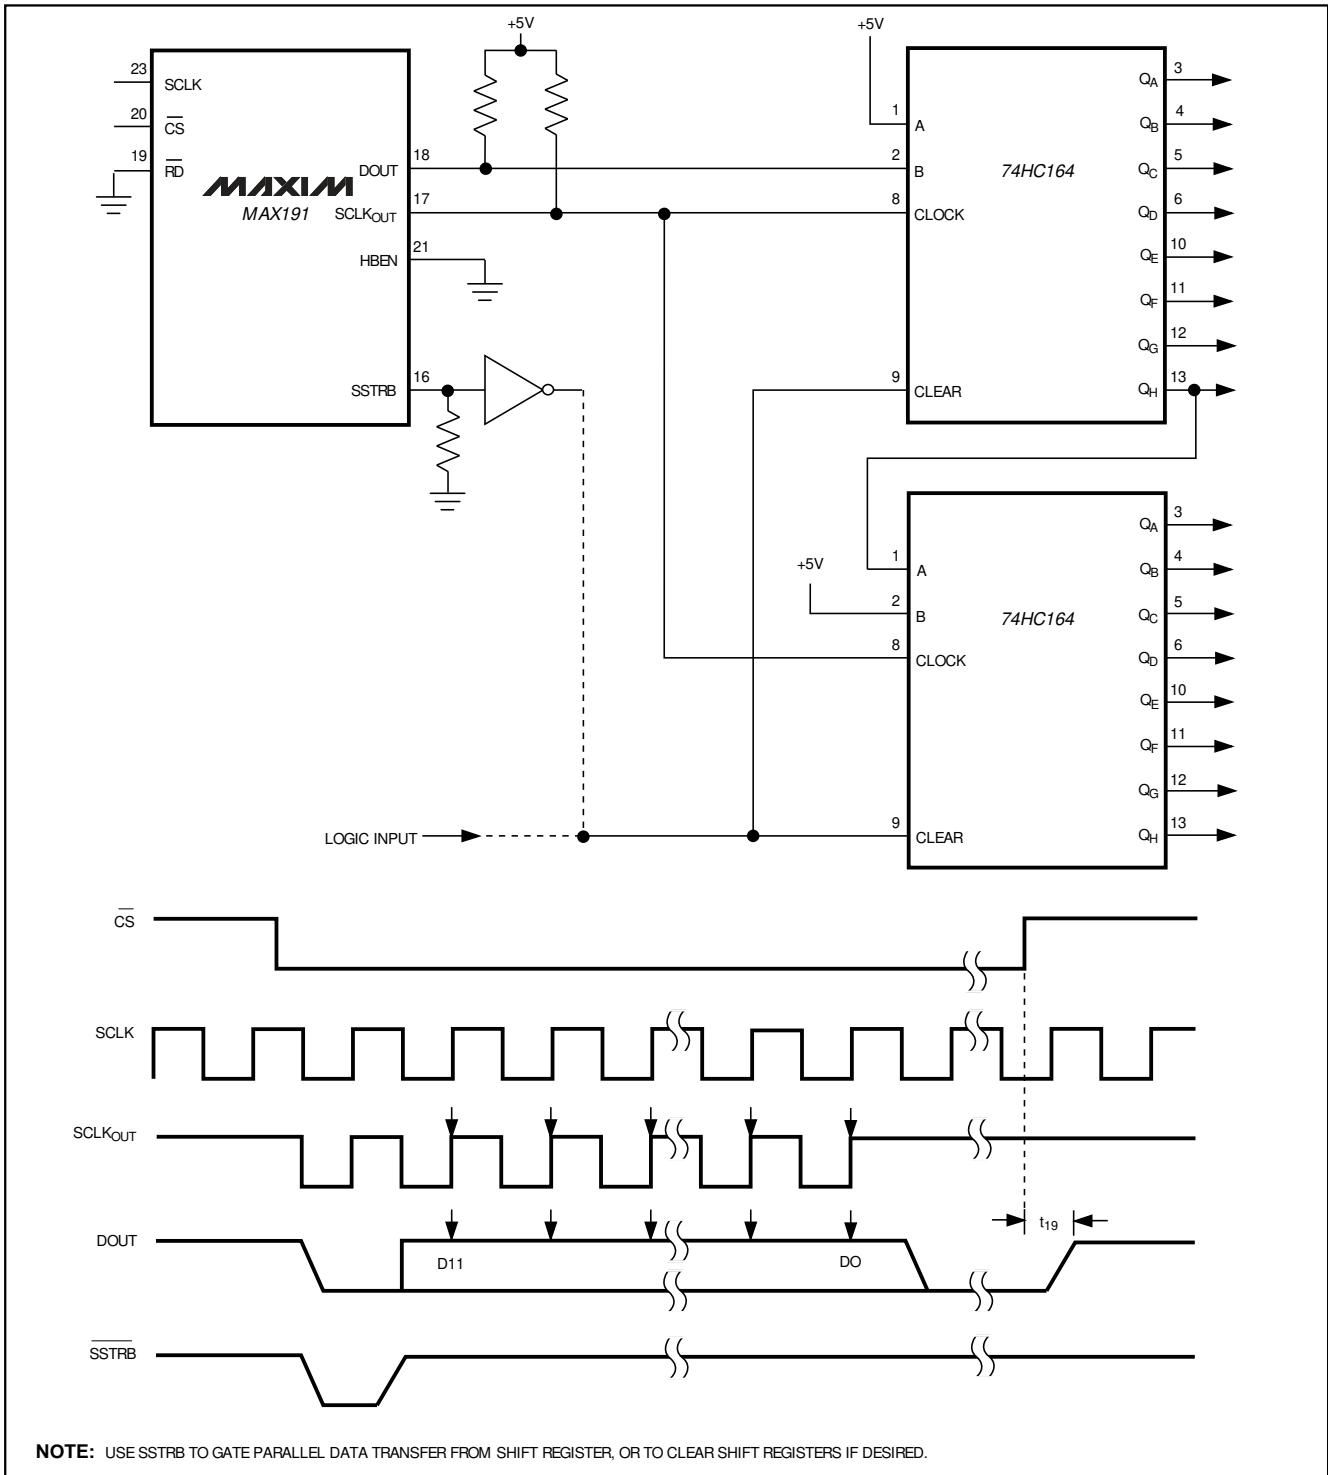 +5V
+5V
23
SCLK
20
CS
19
RD
MAXIM
MAX191
DOUT
18
SCLKOUT
17
HBEN
21
SSTRB
16
1
A
2
B
8
CLOCK
9
CLEAR
74HC164
QA
3
QB
4
QC
5
QD
6
QE
10
QF
11
QG
12
QH
13
+5V
1
A
2
B
8
CLOCK
9
CLEAR
74HC164
QA
3
QB
4
QC
5
QD
6
QE
10
QF
11
QG
12
QH
13
LOGIC INPUT
CS
SCLK
SCLKOUT
DOUT
D11
DO
t19
SSTRB
NOTE: USE SSTRB TO GATE PARALLEL DATA TRANSFER FROM SHIFT REGISTER, OR TO CLEAR SHIFT REGISTERS IF DESIRED.